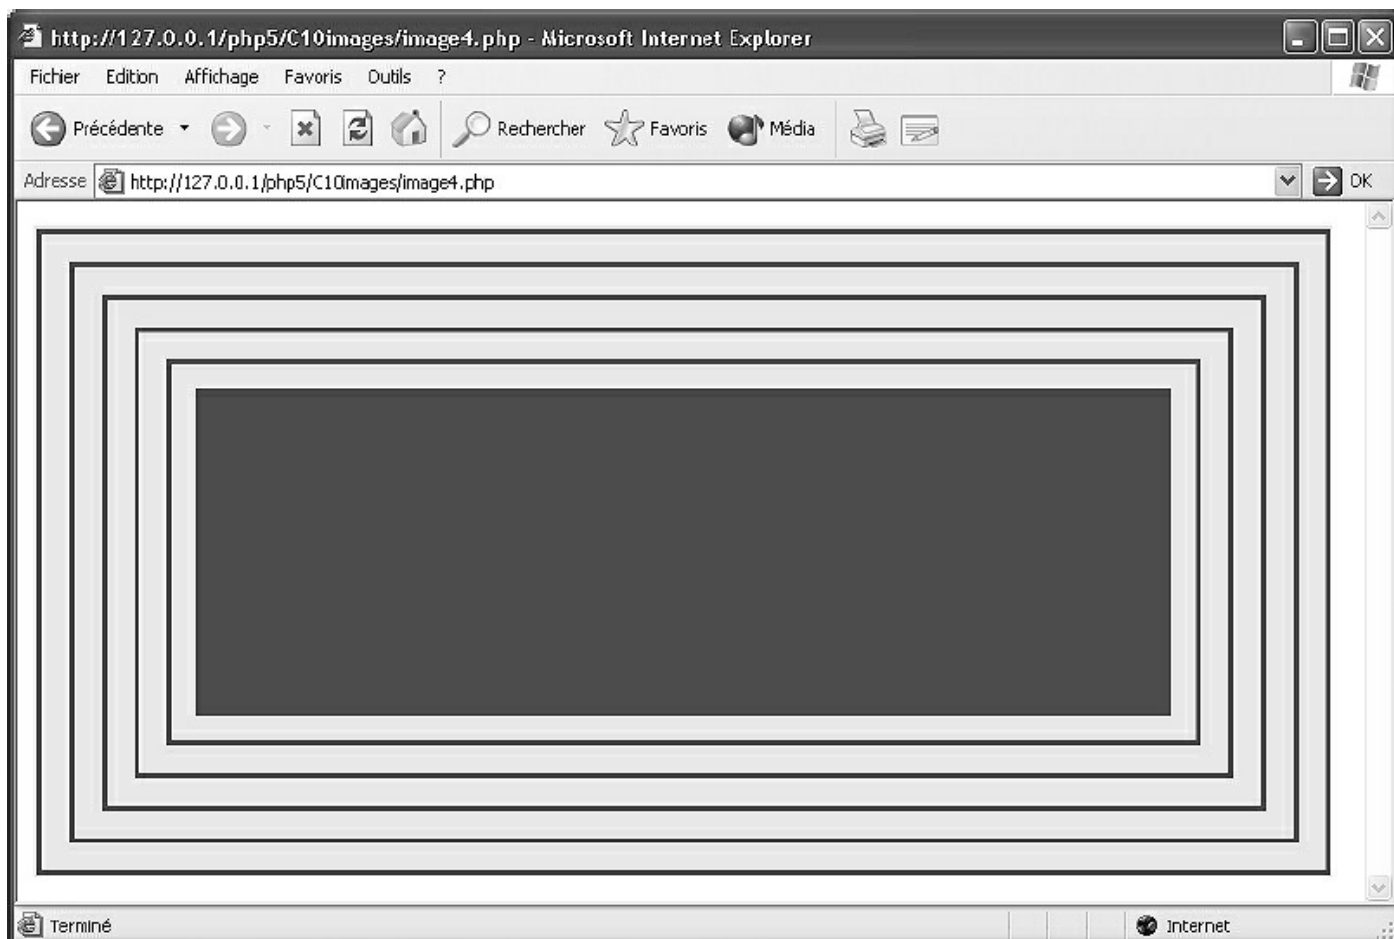 http://127.0.0.1/php5/C10images/image4.php - Microsoft Internet Explorer
Fichier Edition Affichage Favoris Outils ?
Précédente Rechercher Favoris Média
Adresse http://127.0.0.1/php5/C10images/image4.php OK
Terminé Internet